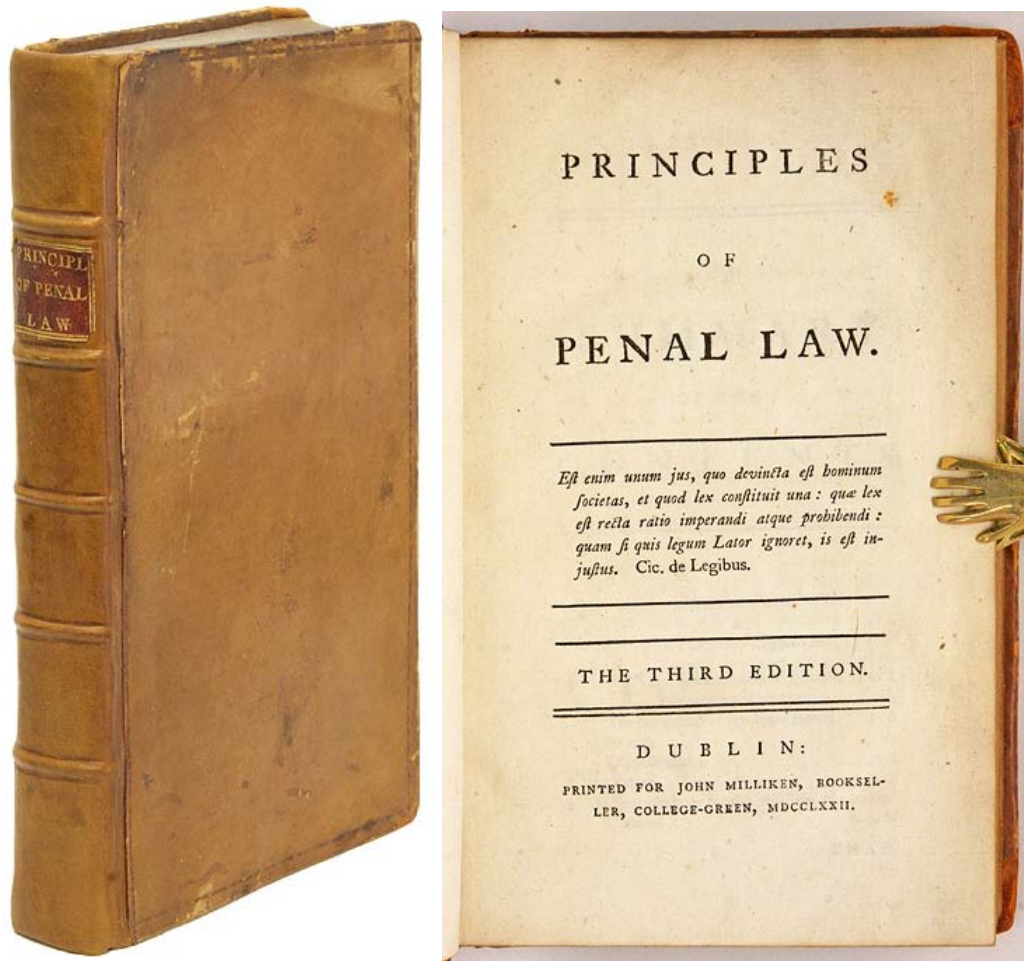 PRINCIPL
OF PENAL
LAW
PRINCIPLES
OF
PENAL LAW.
Eſt enim unum jus, quo devincta eſt hominum
ſocietas, et quod lex conſtituit una: quæ lex
eſt recta ratio imperandi atque prohibendi:
quam ſi quis legum Lator ignoret, is eſt in-
juſtus. Cic. de Legibus.
THE THIRD EDITION.
DUBLIN:
PRINTED FOR JOHN MILLIKEN, BOOKSEL-
LER, COLLEGE-GREEN, MDCCLXXII.